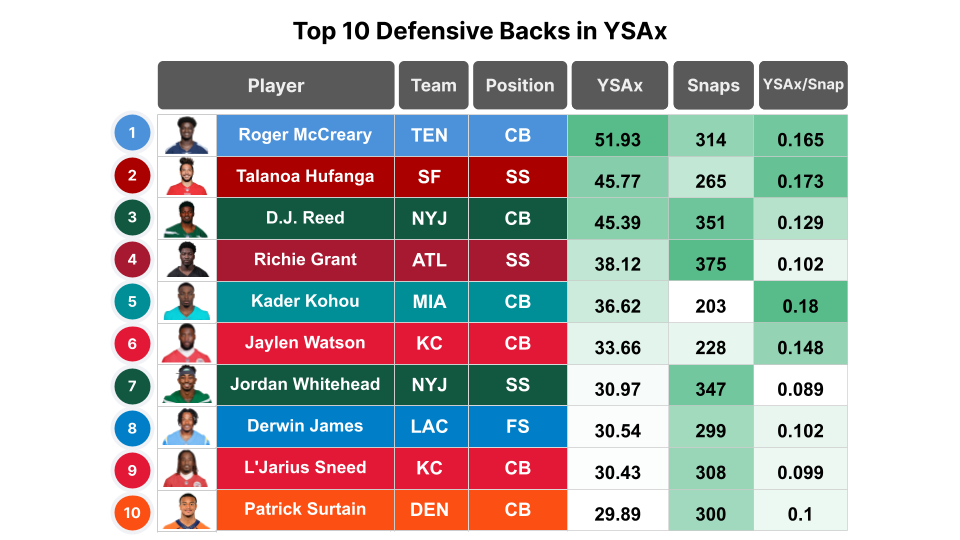 Top 10 Defensive Backs in YSAx
Player Team Position YSAx Snaps YSAx/Snap
1 Roger McCreary TEN CB 51.93 314 0.165
2 Talanoa Hufanga SF SS 45.77 265 0.173
3 D.J. Reed NYJ CB 45.39 351 0.129
4 Richie Grant ATL SS 38.12 375 0.102
5 Kader Kohou MIA CB 36.62 203 0.18
6 Jaylen Watson KC CB 33.66 228 0.148
7 Jordan Whitehead NYJ SS 30.97 347 0.089
8 Derwin James LAC FS 30.54 299 0.102
9 L'Jarius Sneed KC CB 30.43 308 0.099
10 Patrick Surtain DEN CB 29.89 300 0.1